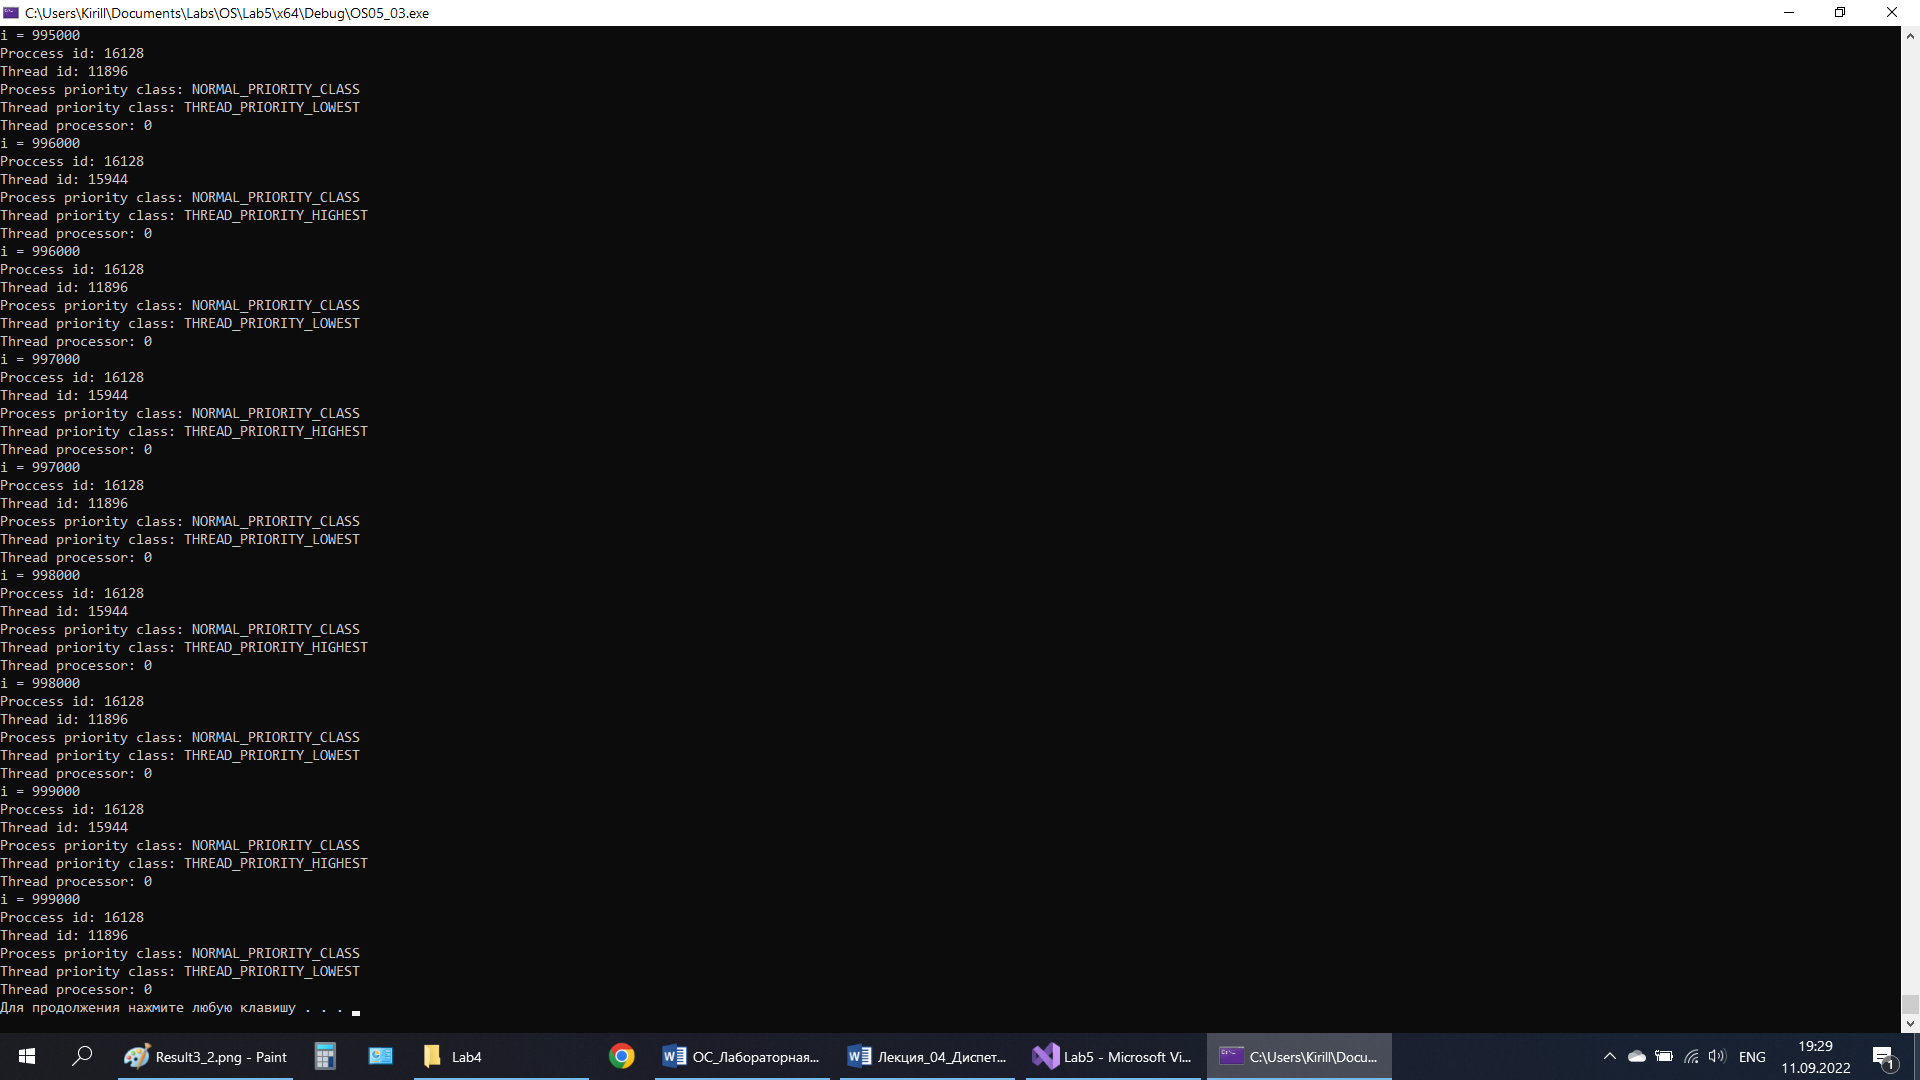 C:\Users\Kirill\Documents\Labs\OS\Lab5\x64\Debug\OS05_03.exe
i = 995000
Proccess id: 16128
Thread id: 11896
Process priority class: NORMAL_PRIORITY_CLASS
Thread priority class: THREAD_PRIORITY_LOWEST
Thread processor: 0
i = 996000
Proccess id: 16128
Thread id: 15944
Process priority class: NORMAL_PRIORITY_CLASS
Thread priority class: THREAD_PRIORITY_HIGHEST
Thread processor: 0
i = 996000
Proccess id: 16128
Thread id: 11896
Process priority class: NORMAL_PRIORITY_CLASS
Thread priority class: THREAD_PRIORITY_LOWEST
Thread processor: 0
i = 997000
Proccess id: 16128
Thread id: 15944
Process priority class: NORMAL_PRIORITY_CLASS
Thread priority class: THREAD_PRIORITY_HIGHEST
Thread processor: 0
i = 997000
Proccess id: 16128
Thread id: 11896
Process priority class: NORMAL_PRIORITY_CLASS
Thread priority class: THREAD_PRIORITY_LOWEST
Thread processor: 0
i = 998000
Proccess id: 16128
Thread id: 15944
Process priority class: NORMAL_PRIORITY_CLASS
Thread priority class: THREAD_PRIORITY_HIGHEST
Thread processor: 0
i = 998000
Proccess id: 16128
Thread id: 11896
Process priority class: NORMAL_PRIORITY_CLASS
Thread priority class: THREAD_PRIORITY_LOWEST
Thread processor: 0
i = 999000
Proccess id: 16128
Thread id: 15944
Process priority class: NORMAL_PRIORITY_CLASS
Thread priority class: THREAD_PRIORITY_HIGHEST
Thread processor: 0
i = 999000
Proccess id: 16128
Thread id: 11896
Process priority class: NORMAL_PRIORITY_CLASS
Thread priority class: THREAD_PRIORITY_LOWEST
Thread processor: 0
Для продолжения нажмите любую клавишу . . .
Result3_2.png - Paint
Lab4
ОС_Лабораторная...
Лекция_04_Диспет...
Lab5 - Microsoft Vi...
C:\Users\Kirill\Docu...
ENG
19:29
11.09.2022
1